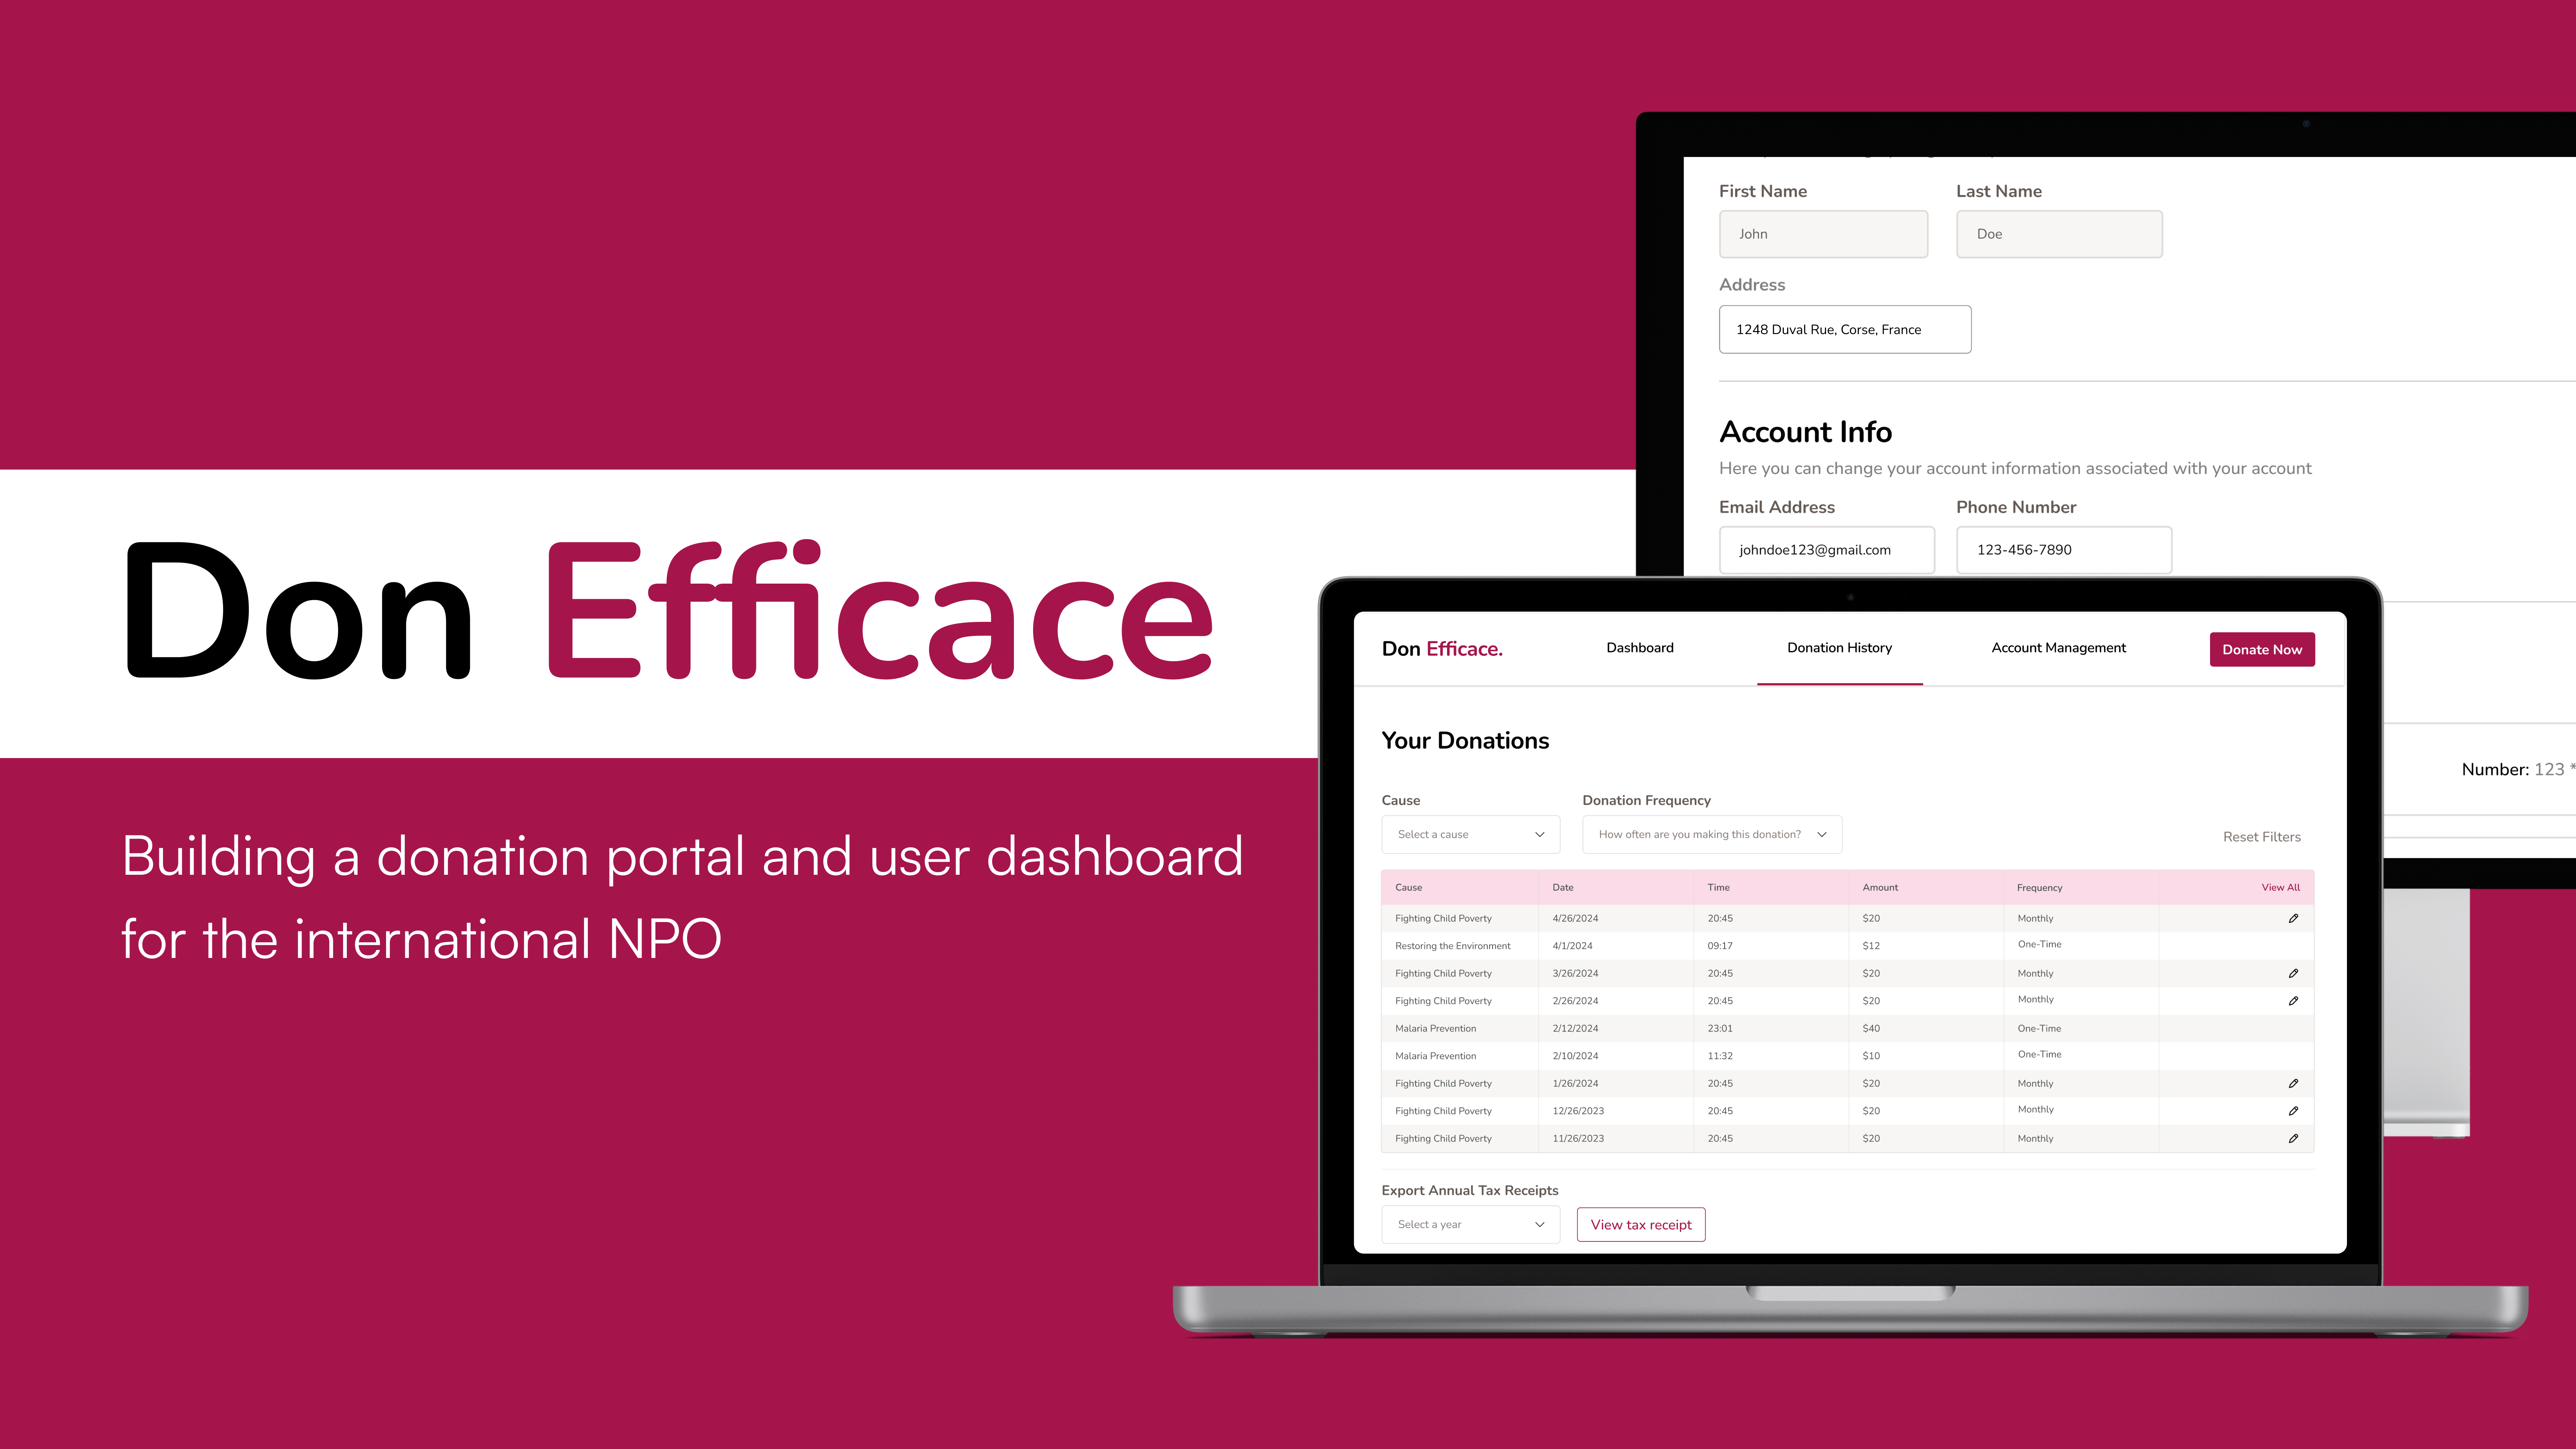 Don Efficace
Building a donation portal and user dashboard
for the international NPO
First Name Last Name
John Doe
Address
1248 Duval Rue, Corse, France
Account Info
Here you can change your account information associated with your account
Email Address Phone Number
johndoe123@gmail.com 123-456-7890
Number: 123 *
Don Efficace. Dashboard Donation History Account Management Donate Now
Your Donations
Cause Donation Frequency
Select a cause How often are you making this donation? Reset Filters
Cause Date Time Amount Frequency View All
Fighting Child Poverty 4/26/2024 20:45 $20 Monthly
Restoring the Environment 4/1/2024 09:17 $12 One-Time
Fighting Child Poverty 3/26/2024 20:45 $20 Monthly
Fighting Child Poverty 2/26/2024 20:45 $20 Monthly
Malaria Prevention 2/12/2024 23:01 $40 One-Time
Malaria Prevention 2/10/2024 11:32 $10 One-Time
Fighting Child Poverty 1/26/2024 20:45 $20 Monthly
Fighting Child Poverty 12/26/2023 20:45 $20 Monthly
Fighting Child Poverty 11/26/2023 20:45 $20 Monthly
Export Annual Tax Receipts
Select a year View tax receipt